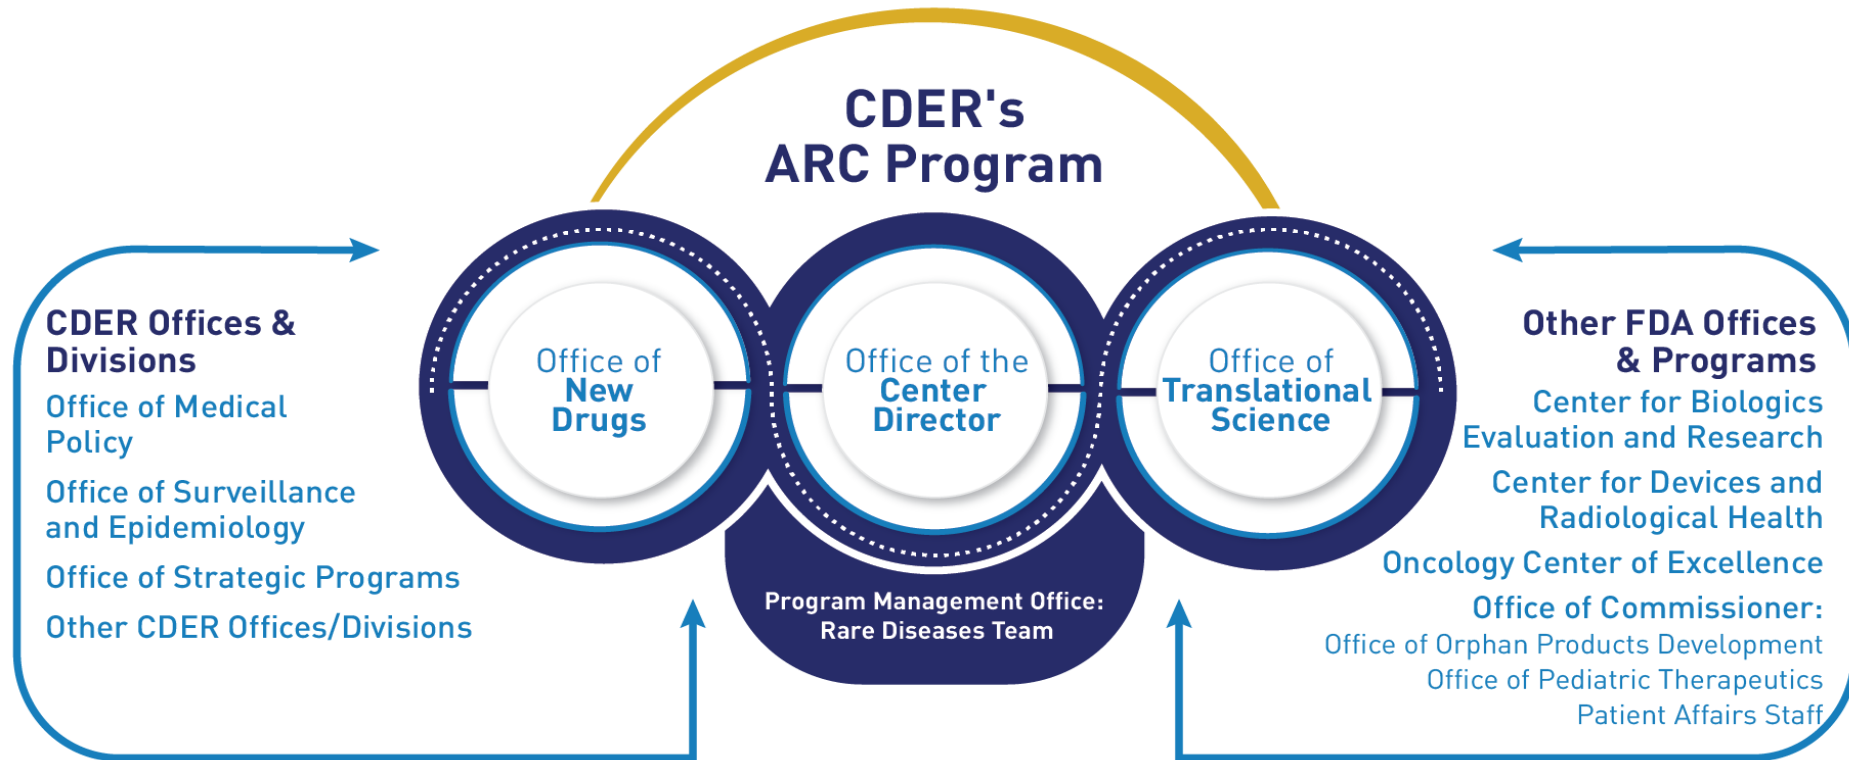 CDER's
ARC Program
CDER Offices &
Divisions
Office of Medical
Policy
Office of Surveillance
and Epidemiology
Office of Strategic Programs
Other CDER Offices/Divisions
Office of
New
Drugs
Office of the
Center
Director
Office of
Translational
Science
Program Management Office:
Rare Diseases Team
Other FDA Offices
& Programs
Center for Biologics
Evaluation and Research
Center for Devices and
Radiological Health
Oncology Center of Excellence
Office of Commissioner:
Office of Orphan Products Development
Office of Pediatric Therapeutics
Patient Affairs Staff